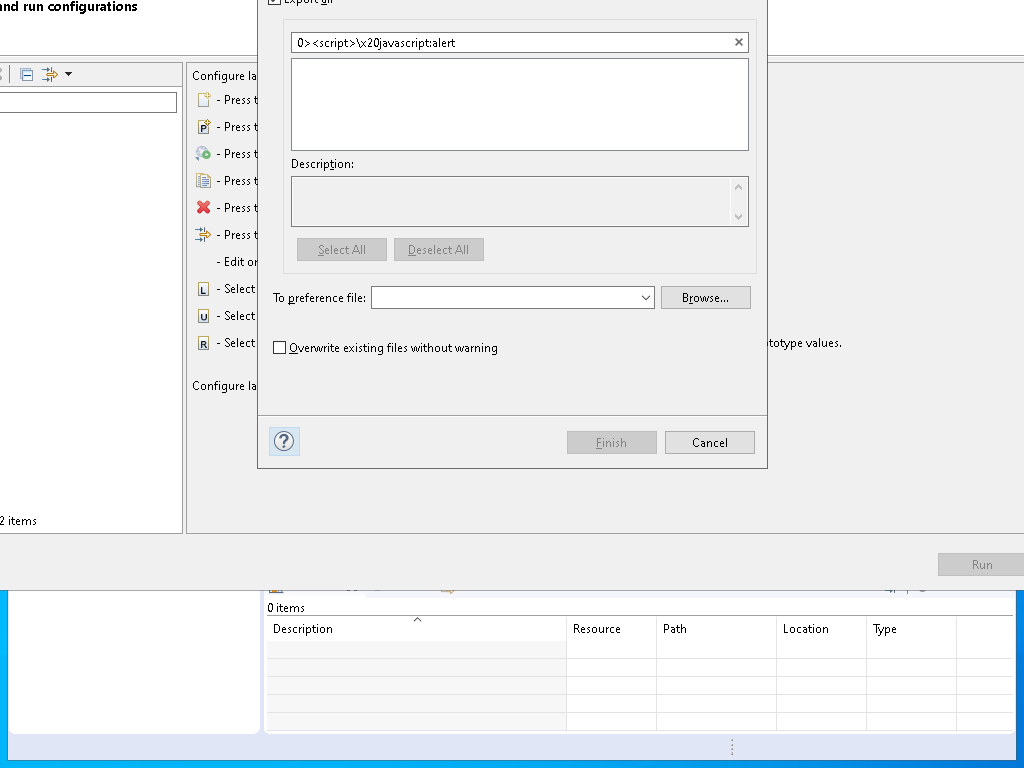 and run configurations
Export all
0><script>\x20javascript:alert
Configure la
- Press t
- Press t
- Press t
- Press t
- Press t
- Press t
- Edit or
- Select
- Select
- Select
totype values.
Configure la
Description:
Select All
Deselect All
To preference file:
Browse...
Overwrite existing files without warning
Finish
Cancel
2 items
Run
0 items
Description
Resource
Path
Location
Type